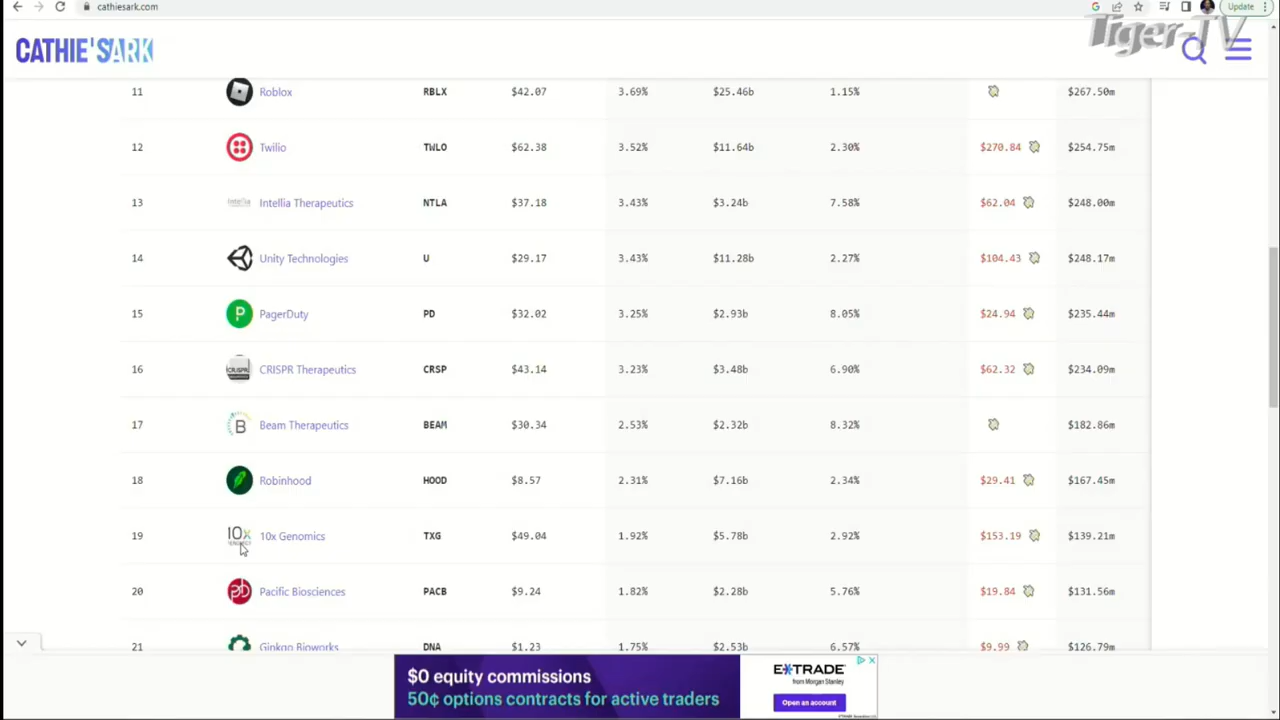 cathiesark.com
Update
Tiger-TV
CATHIE'SARK
11 Roblox RBLX $42.07 3.69% $25.46b 1.15% $267.50m
12 Twilio TWLO $62.38 3.52% $11.64b 2.30% $270.84 $254.75m
13 Intellia Therapeutics NTLA $37.18 3.43% $3.24b 7.58% $62.04 $248.00m
14 Unity Technologies U $29.17 3.43% $11.28b 2.27% $104.43 $248.17m
15 P PagerDuty PD $32.02 3.25% $2.93b 8.05% $24.94 $235.44m
16 CRISPR CRISPR Therapeutics CRSP $43.14 3.23% $3.48b 6.90% $62.32 $234.09m
17 B Beam Therapeutics BEAM $30.34 2.53% $2.32b 8.32% $182.86m
18 Robinhood HOOD $8.57 2.31% $7.16b 2.34% $29.41 $167.45m
19 10x 10x Genomics TXG $49.04 1.92% $5.78b 2.92% $153.19 $139.21m
20 pb Pacific Biosciences PACB $9.24 1.82% $2.28b 5.76% $19.84 $131.56m
21 Ginkgo Bioworks DNA $1.23 1.75% $2.53b 6.57% $9.99 $126.79m
$0 equity commissions
50¢ options contracts for active traders
E*TRADE
from Morgan Stanley
Open an account